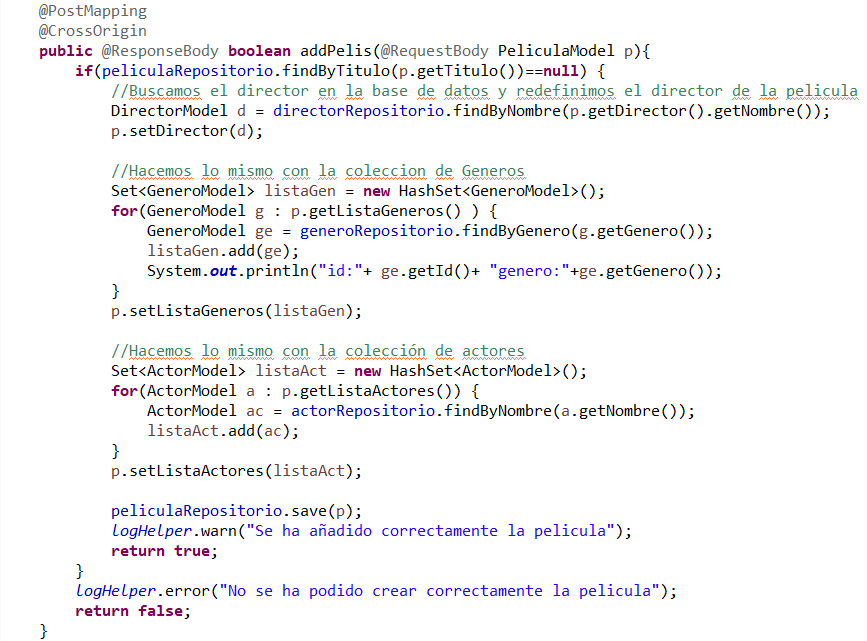 @PostMapping
@CrossOrigin
public @ResponseBody boolean addPelis(@RequestBody PeliculaModel p){
if(peliculaRepositorio.findByTitulo(p.getTitulo())==null) {
//Buscamos el director en la base de datos y redefinimos el director de la pelicula
DirectorModel d = directorRepositorio.findByNombre(p.getDirector().getNombre());
p.setDirector(d);
//Hacemos lo mismo con la coleccion de Generos
Set<GeneroModel> listaGen = new HashSet<GeneroModel>();
for(GeneroModel g : p.getListaGeneros() ) {
GeneroModel ge = generoRepositorio.findByGenero(g.getGenero());
listaGen.add(ge);
System.out.println("id:"+ ge.getId()+ "genero:"+ge.getGenero());
}
p.setListaGeneros(listaGen);
//Hacemos lo mismo con la colección de actores
Set<ActorModel> listaAct = new HashSet<ActorModel>();
for(ActorModel a : p.getListaActores()) {
ActorModel ac = actorRepositorio.findByNombre(a.getNombre());
listaAct.add(ac);
}
p.setListaActores(listaAct);
peliculaRepositorio.save(p);
logHelper.warn("Se ha añadido correctamente la pelicula");
return true;
}
logHelper.error("No se ha podido crear correctamente la pelicula");
return false;
}